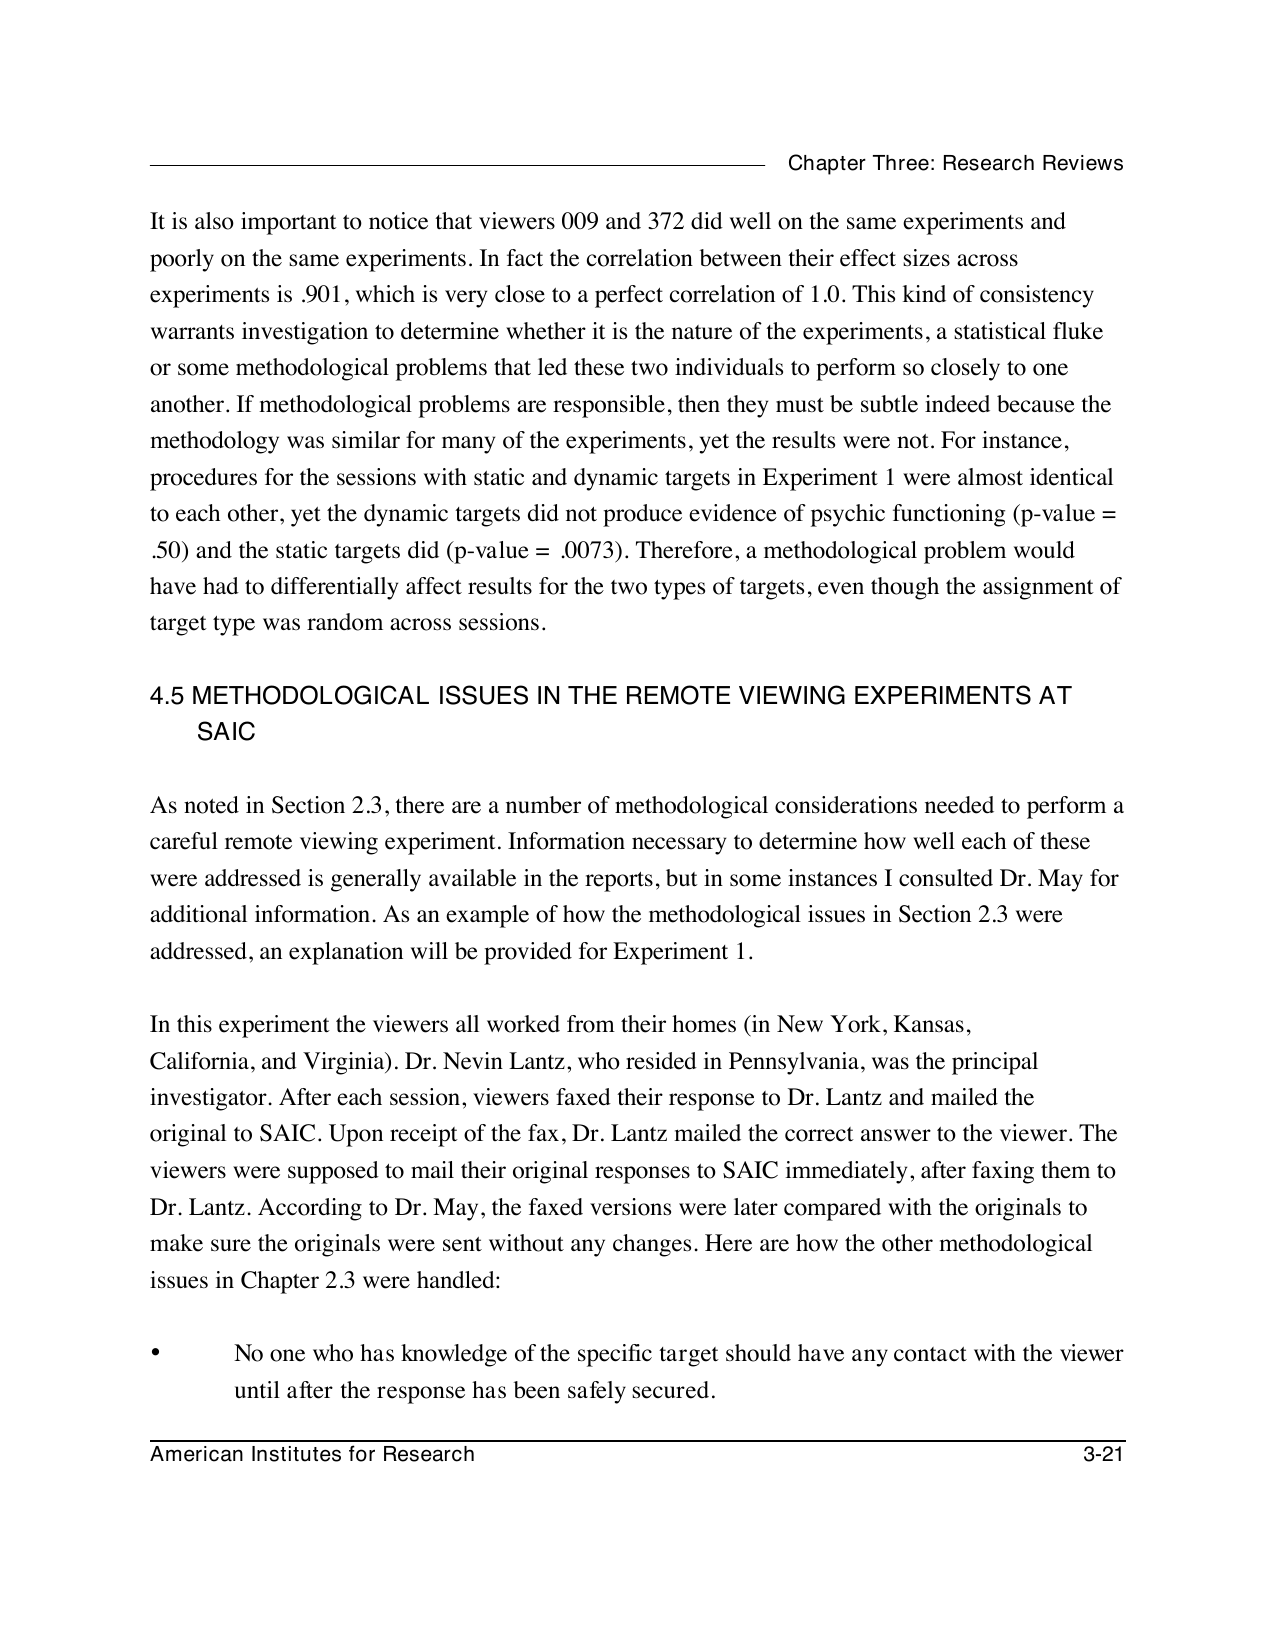 Chapter Three: Research Reviews
It is also important to notice that viewers 009 and 372 did well on the same experiments and
poorly on the same experiments. In fact the correlation between their effect sizes across
experiments is .901, which is very close to a perfect correlation of 1.0. This kind of consistency
warrants investigation to determine whether it is the nature of the experiments, a statistical fluke
or some methodological problems that led these two individuals to perform so closely to one
another. If methodological problems are responsible, then they must be subtle indeed because the
methodology was similar for many of the experiments, yet the results were not. For instance,
procedures for the sessions with static and dynamic targets in Experiment 1 were almost identical
to each other, yet the dynamic targets did not produce evidence of psychic functioning (p-value =
.50) and the static targets did (p-value = .0073). Therefore, a methodological problem would
have had to differentially affect results for the two types of targets, even though the assignment of
target type was random across sessions.
4.5 METHODOLOGICAL ISSUES IN THE REMOTE VIEWING EXPERIMENTS AT
SAIC
As noted in Section 2.3, there are a number of methodological considerations needed to perform a
careful remote viewing experiment. Information necessary to determine how well each of these
were addressed is generally available in the reports, but in some instances I consulted Dr. May for
additional information. As an example of how the methodological issues in Section 2.3 were
addressed, an explanation will be provided for Experiment 1.
In this experiment the viewers all worked from their homes (in New York, Kansas,
California, and Virginia). Dr. Nevin Lantz, who resided in Pennsylvania, was the principal
investigator. After each session, viewers faxed their response to Dr. Lantz and mailed the
original to SAIC. Upon receipt of the fax, Dr. Lantz mailed the correct answer to the viewer. The
viewers were supposed to mail their original responses to SAIC immediately, after faxing them to
Dr. Lantz. According to Dr. May, the faxed versions were later compared with the originals to
make sure the originals were sent without any changes. Here are how the other methodological
issues in Chapter 2.3 were handled:
• No one who has knowledge of the specific target should have any contact with the viewer
until after the response has been safely secured.
American Institutes for Research 3-21